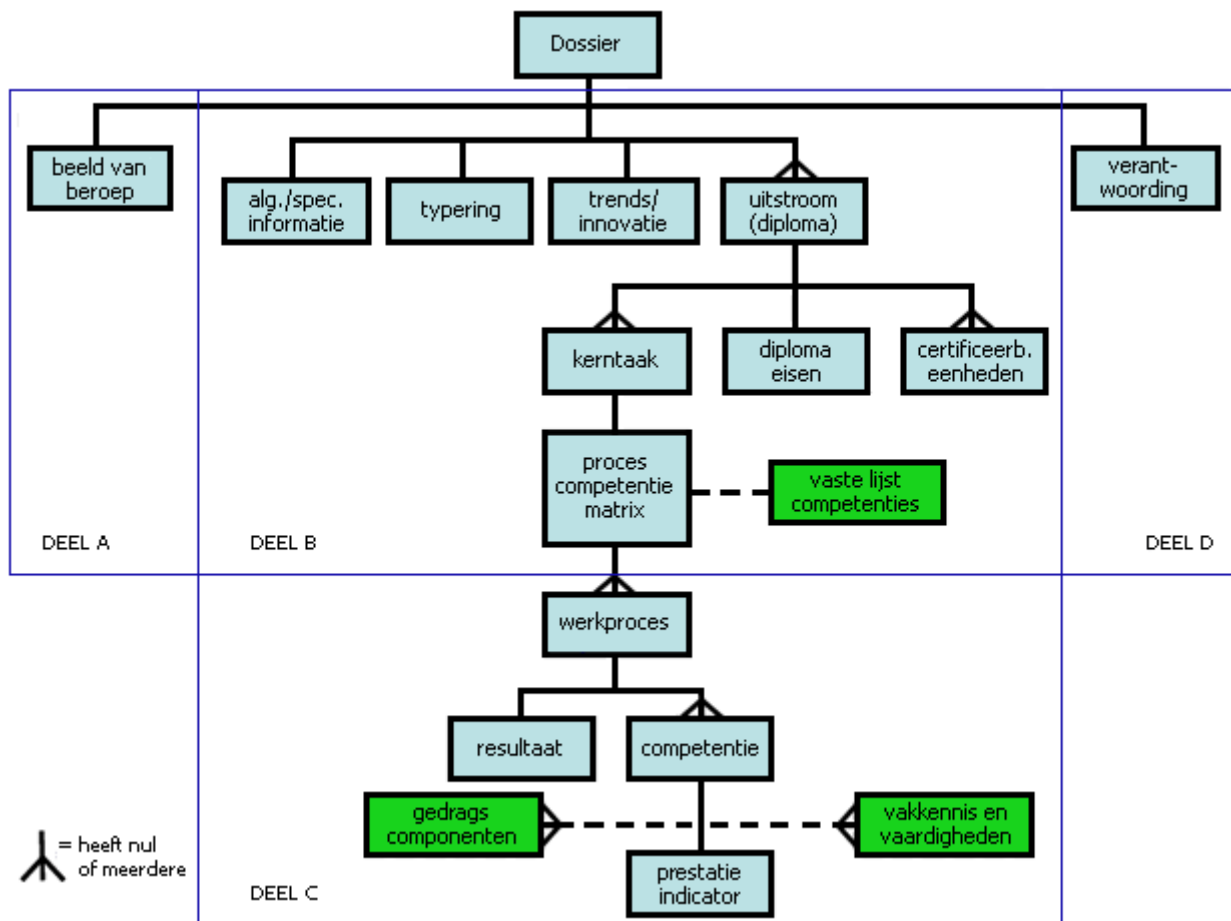 Dossier
beeld van
beroep
alg./spec.
informatie
typering
trends/
innovatie
uitstroom
(diploma)
verant-
woording
kerntaak
diploma
eisen
certificeerb.
eenheden
proces
competentie
matrix
vaste lijst
competenties
DEEL A
DEEL B
DEEL D
werkproces
resultaat
competentie
gedrags
componenten
vakkennis en
vaardigheden
= heeft nul
of meerdere
prestatie
indicator
DEEL C